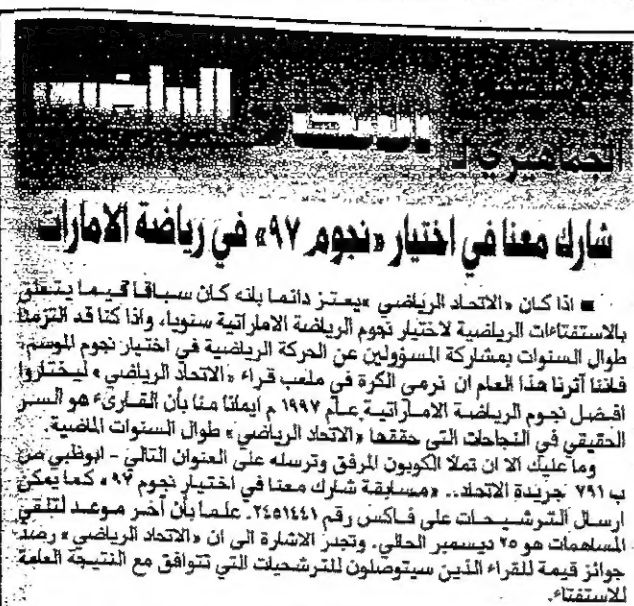 الاستفتاء
الجماهيري لـ
شارك معنا في اختيار «نجوم ٩٧» في رياضة الامارات
■ اذا كان «الاتحاد الرياضي» يعتز دائما بانه كان سباقا فيما يتعلق
بالاستفتاءات الرياضية لاختيار نجوم الرياضة الاماراتية سنويا، واذا كنا قد التزمنا
طوال السنوات بمشاركة المسؤولين عن الحركة الرياضية في اختيار نجوم الموسم،
فاننا آثرنا هذا العام ان نرمي الكرة في ملعب قراء «الاتحاد الرياضي» ليختاروا
افضل نجوم الرياضة الاماراتية عام ١٩٩٧ م ايمانا منا بأن القارىء هو السر
الحقيقي في النجاحات التي حققها «الاتحاد الرياضي» طوال السنوات الماضية.
وما عليك الا ان تملأ الكوبون المرفق وترسله على العنوان التالي - ابوظبي ص
ب ٧٩١ جريدة الاتحاد.. «مسابقة شارك معنا في اختيار نجوم ٩٧» كما يمكن
ارسال الترشيحات على فاكس رقم ٢٤٥١٤٤١. علما بأن آخر موعد لتلقي
المساهمات هو ٢٥ ديسمبر الحالي. وتجدر الاشارة الى ان «الاتحاد الرياضي» رصد
جوائز قيمة للقراء الذين سيتوصلون للترشحيات التي تتوافق مع النتيجة العامة
للاستفتاء.